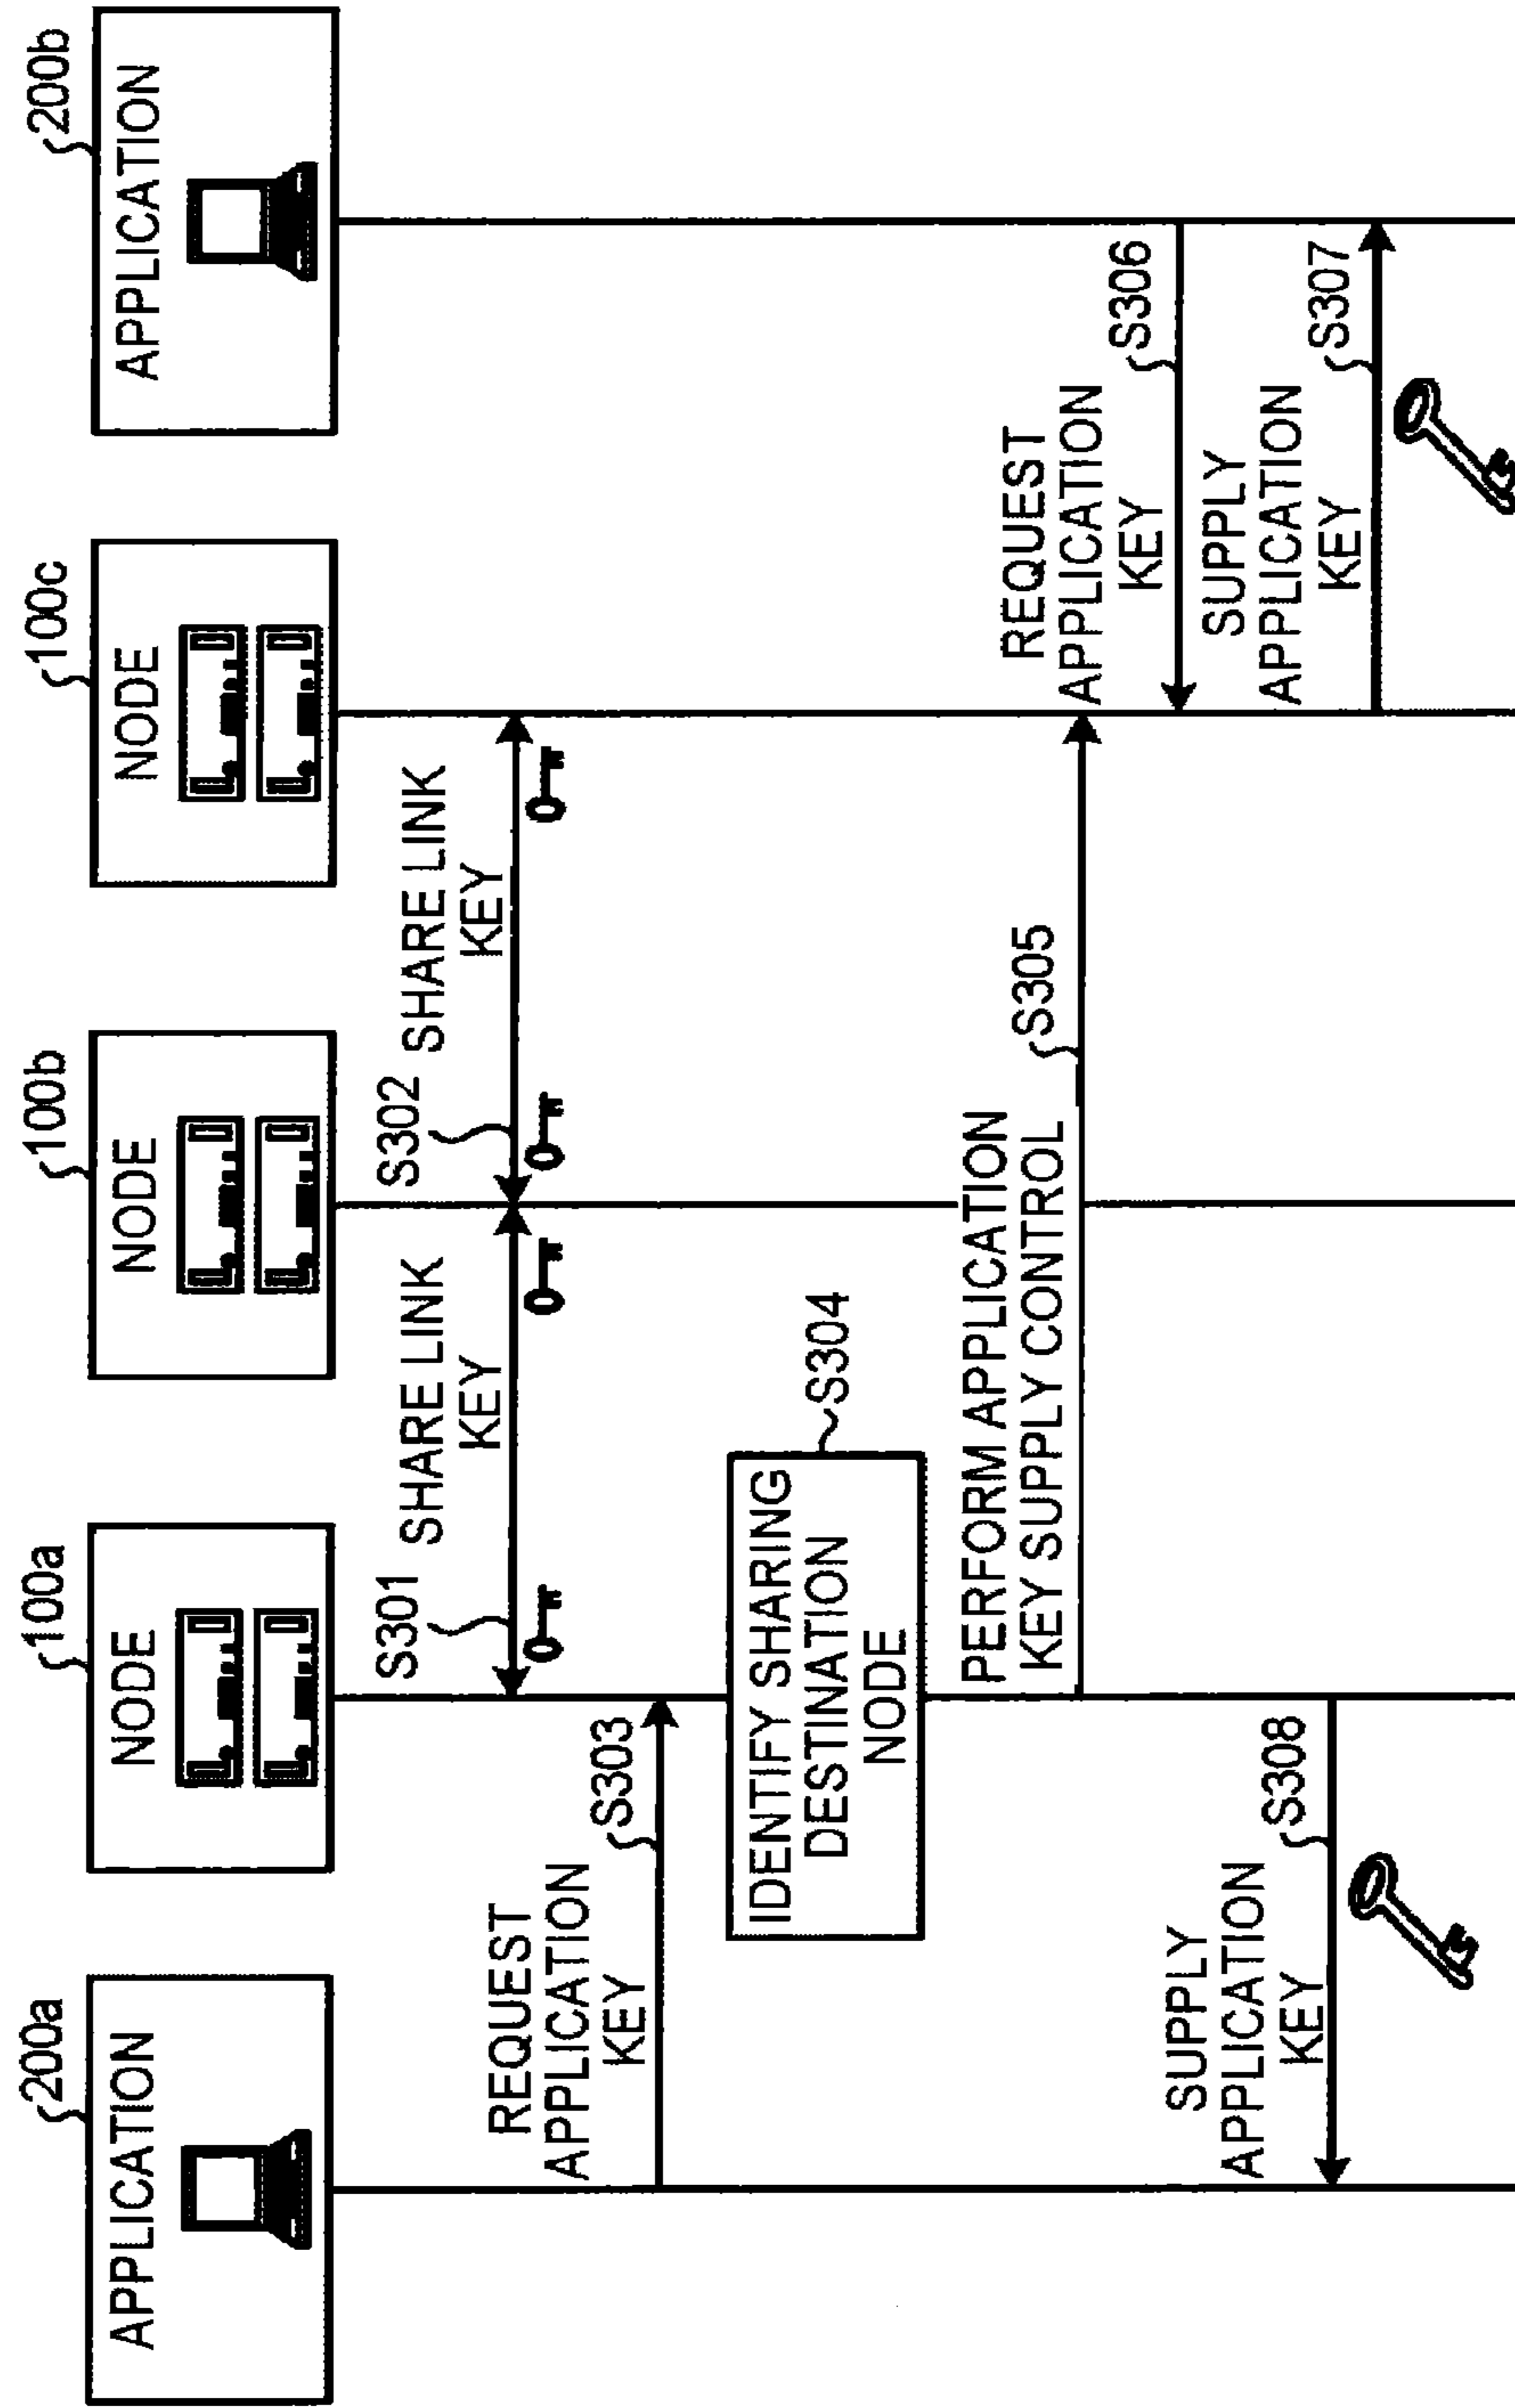 200a
APPLICATION
100a
NODE
100b
NODE
100c
NODE
200b
APPLICATION
S301
SHARE LINK
KEY
S302
SHARE LINK
KEY
REQUEST
APPLICATION
KEY
S303
IDENTIFY SHARING
DESTINATION
NODE
S304
PERFORM APPLICATION
KEY SUPPLY CONTROL
S305
REQUEST
APPLICATION
KEY
S306
SUPPLY
APPLICATION
KEY
S307
SUPPLY
APPLICATION
KEY
S308